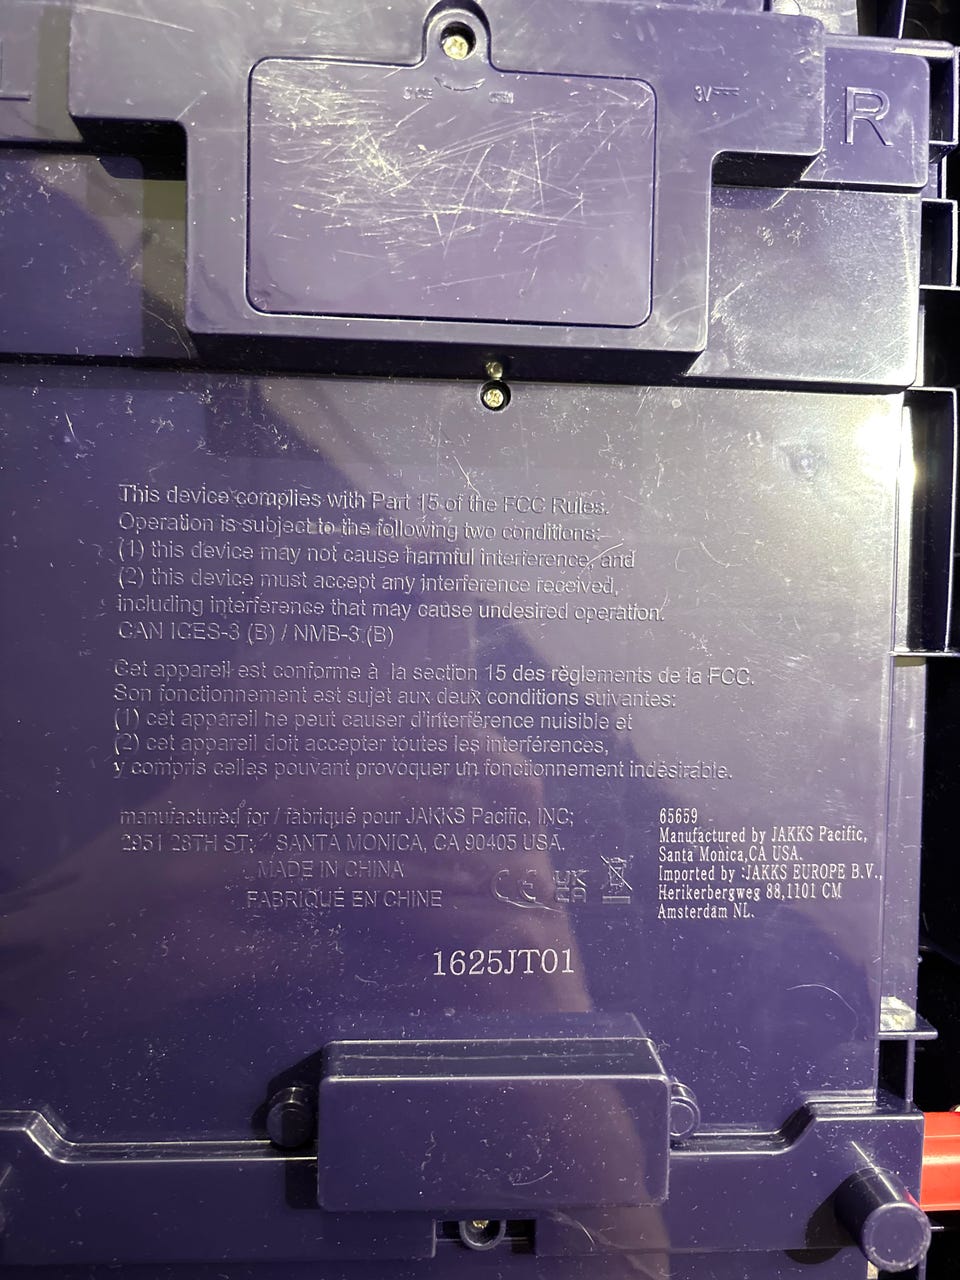 3V
R
This device complies with Part 15 of the FCC Rules.
Operation is subject to the following two conditions:
(1) this device may not cause harmful interference, and
(2) this device must accept any interference received,
including interference that may cause undesired operation.
CAN ICES-3 (B) / NMB-3 (B)
Cet appareil est conforme à la section 15 des règlements de la FCC.
Son fonctionnement est sujet aux deux conditions suivantes:
(1) cet appareil ne peut causer d'interférence nuisible et
(2) cet appareil doit accepter toutes les interférences,
y compris celles pouvant provoquer un fonctionnement indésirable.
manufactured for / fabriqué pour JAKKS Pacific, INC;
2951 28TH ST; SANTA MONICA, CA 90405 USA.
MADE IN CHINA
FABRIQUÉ EN CHINE
CE UKCA
65659
Manufactured by JAKKS Pacific,
Santa Monica,CA USA.
Imported by :JAKKS EUROPE B.V.,
Herikerbergweg 88,1101 CM
Amsterdam NL.
1625JT01